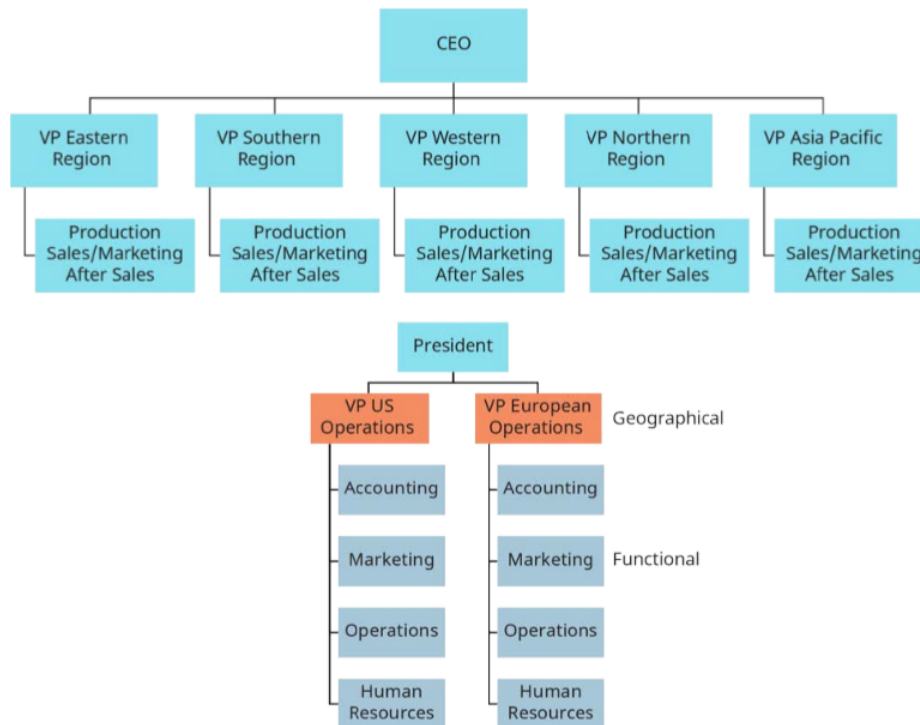 CEO
VP Eastern
Region
VP Southern
Region
VP Western
Region
VP Northern
Region
VP Asia Pacific
Region
Production
Sales/Marketing
After Sales
Production
Sales/Marketing
After Sales
Production
Sales/Marketing
After Sales
Production
Sales/Marketing
After Sales
Production
Sales/Marketing
After Sales
President
VP US
Operations
VP European
Operations
Geographical
Accounting
Accounting
Marketing
Marketing
Functional
Operations
Operations
Human
Resources
Human
Resources